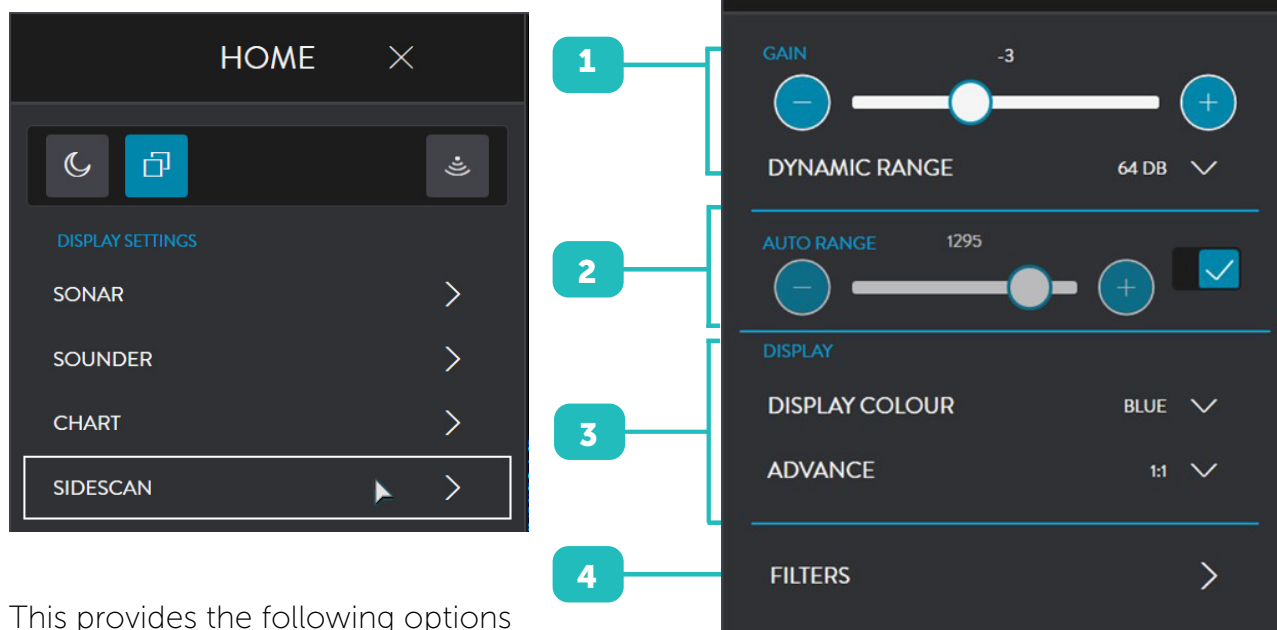 HOME
DISPLAY SETTINGS
SONAR
SOUNDER
CHART
SIDESCAN
This provides the following options
1
GAIN -3
DYNAMIC RANGE 64 DB
2
AUTO RANGE 1295
3
DISPLAY
DISPLAY COLOUR BLUE
ADVANCE 1:1
4
FILTERS